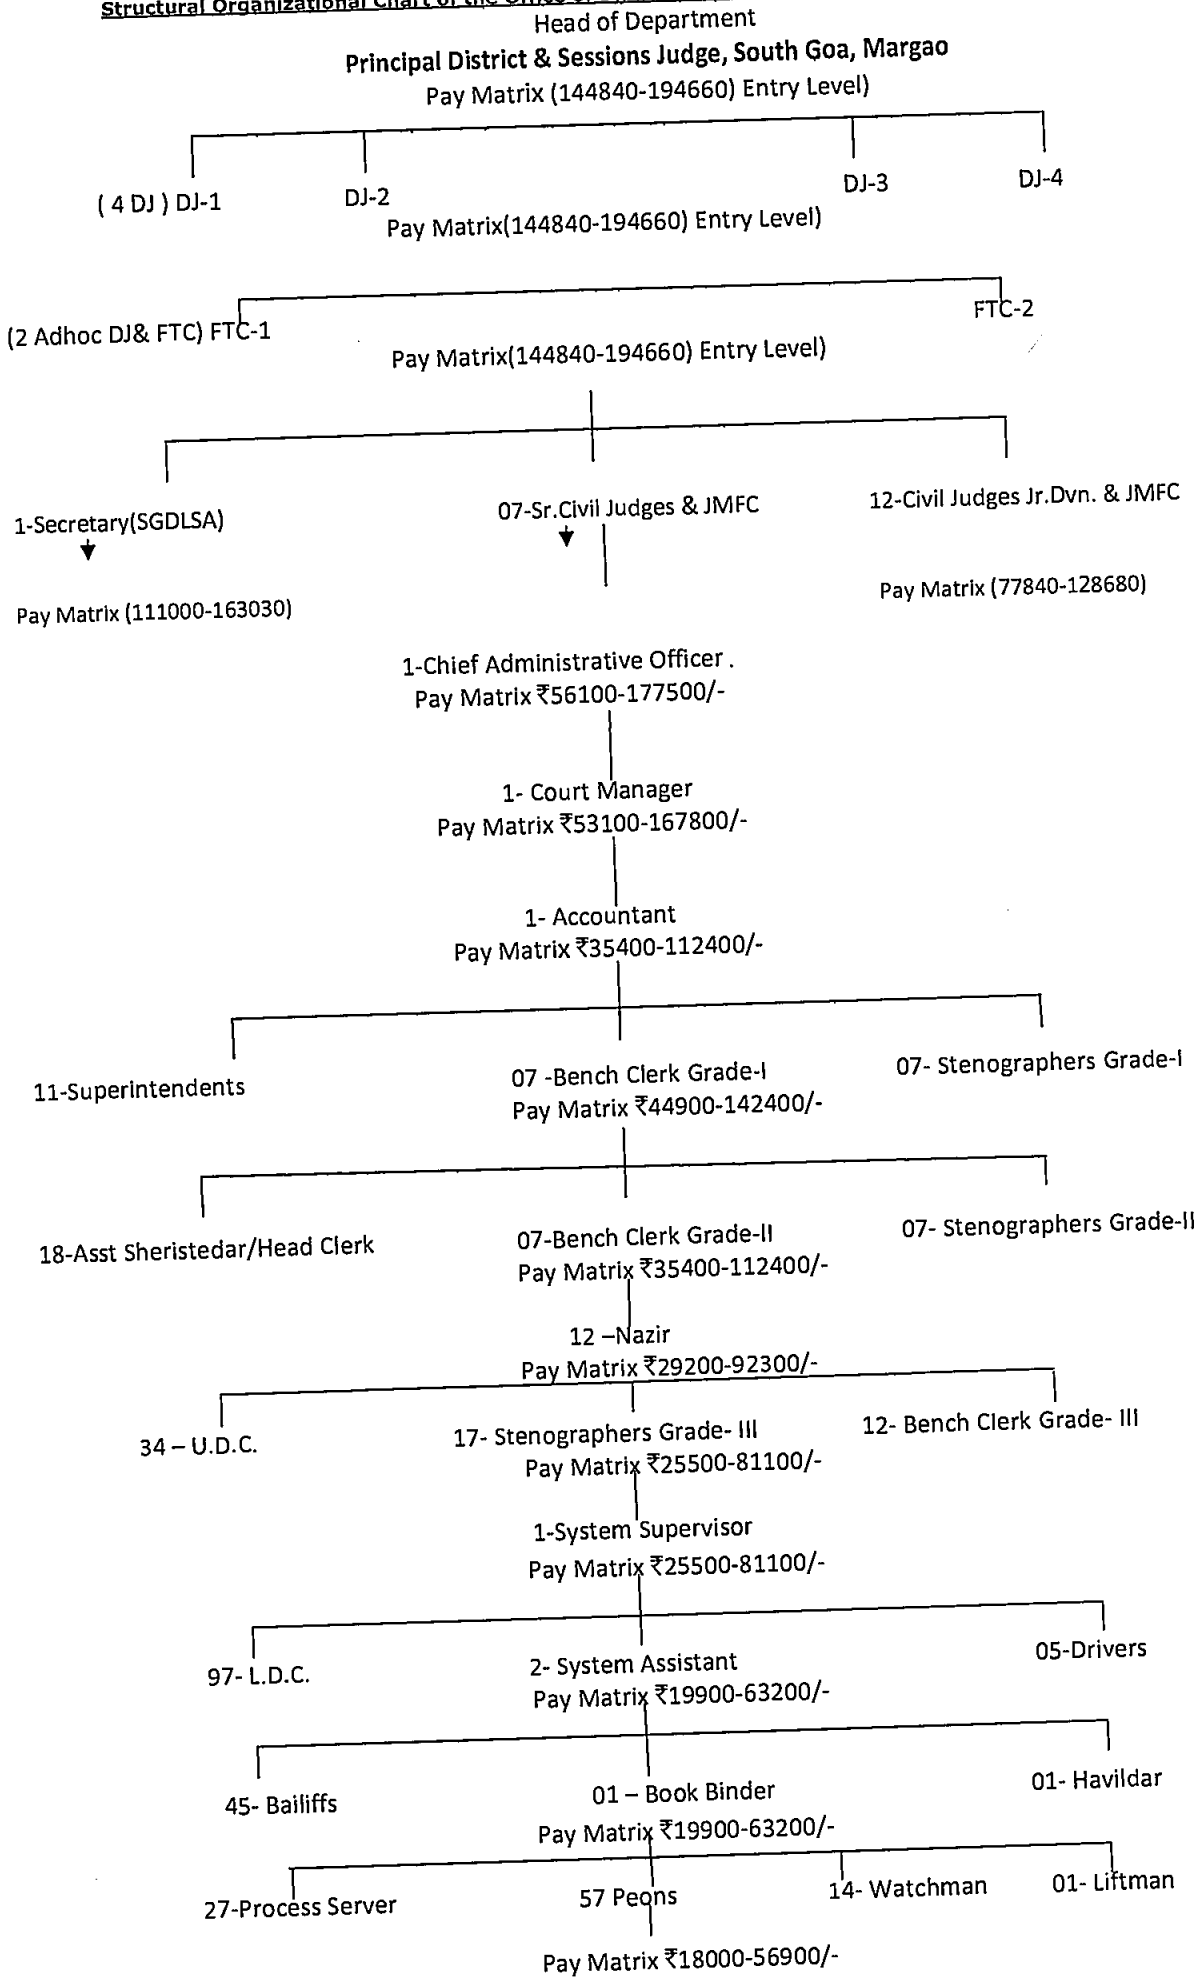 Structural Organizational Chart of the Office of
Head of Department
Principal District & Sessions Judge, South Goa, Margao
Pay Matrix (144840-194660) Entry Level)
( 4 DJ ) DJ-1 DJ-2 DJ-3 DJ-4
Pay Matrix(144840-194660) Entry Level)
(2 Adhoc DJ& FTC) FTC-1 FTC-2
Pay Matrix(144840-194660) Entry Level)
1-Secretary(SGDLSA) 07-Sr.Civil Judges & JMFC 12-Civil Judges Jr.Dvn. & JMFC
Pay Matrix (111000-163030) Pay Matrix (77840-128680)
1-Chief Administrative Officer .
Pay Matrix ₹56100-177500/-
1- Court Manager
Pay Matrix ₹53100-167800/-
1- Accountant
Pay Matrix ₹35400-112400/-
11-Superintendents 07 -Bench Clerk Grade-I 07- Stenographers Grade-I
Pay Matrix ₹44900-142400/-
18-Asst Sheristedar/Head Clerk 07-Bench Clerk Grade-II 07- Stenographers Grade-II
Pay Matrix ₹35400-112400/-
12 –Nazir
Pay Matrix ₹29200-92300/-
34 – U.D.C. 17- Stenographers Grade- III 12- Bench Clerk Grade- III
Pay Matrix ₹25500-81100/-
1-System Supervisor
Pay Matrix ₹25500-81100/-
97- L.D.C. 2- System Assistant 05-Drivers
Pay Matrix ₹19900-63200/-
45- Bailiffs 01 – Book Binder 01- Havildar
Pay Matrix ₹19900-63200/-
27-Process Server 57 Peons 14- Watchman 01- Liftman
Pay Matrix ₹18000-56900/-